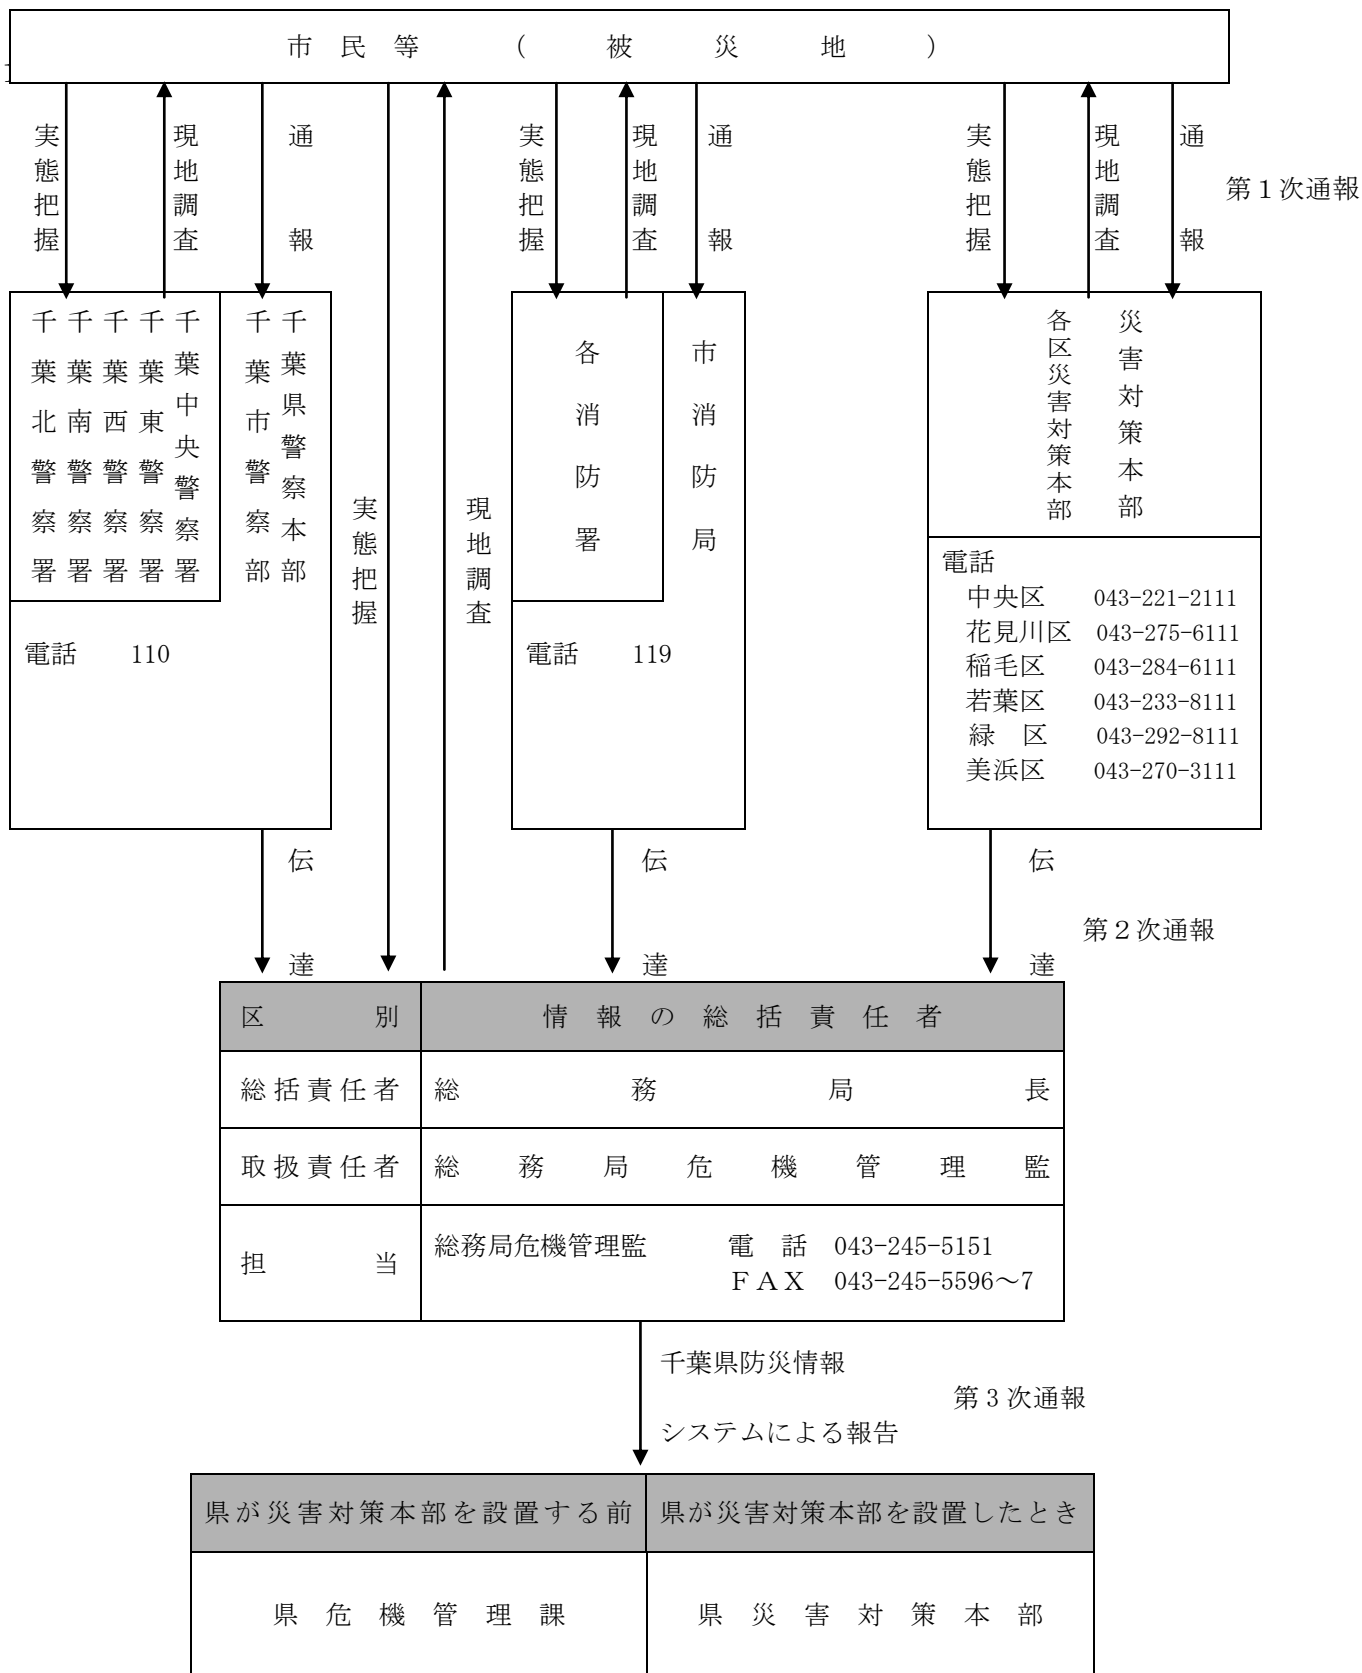 市民等（被災地）
実態把握
現地調査
通報
実態把握
現地調査
通報
実態把握
現地調査
通報
第１次通報
千葉中央警察署
千葉東警察署
千葉西警察署
千葉南警察署
千葉北警察署
千葉県警察本部
千葉市警察部
電話 110
実態把握
現地調査
各消防署
市消防局
電話 119
災害対策本部
各区災害対策本部
電話
中央区 043-221-2111
花見川区 043-275-6111
稲毛区 043-284-6111
若葉区 043-233-8111
緑　区 043-292-8111
美浜区 043-270-3111
伝達
伝達
伝達
第２次通報
区別 情報の総括責任者
総括責任者 総務局長
取扱責任者 総務局危機管理監
担当 総務局危機管理監 電　話 043-245-5151
ＦＡＸ 043-245-5596～7
千葉県防災情報
システムによる報告
第３次通報
県が災害対策本部を設置する前 県が災害対策本部を設置したとき
県危機管理課 県災害対策本部